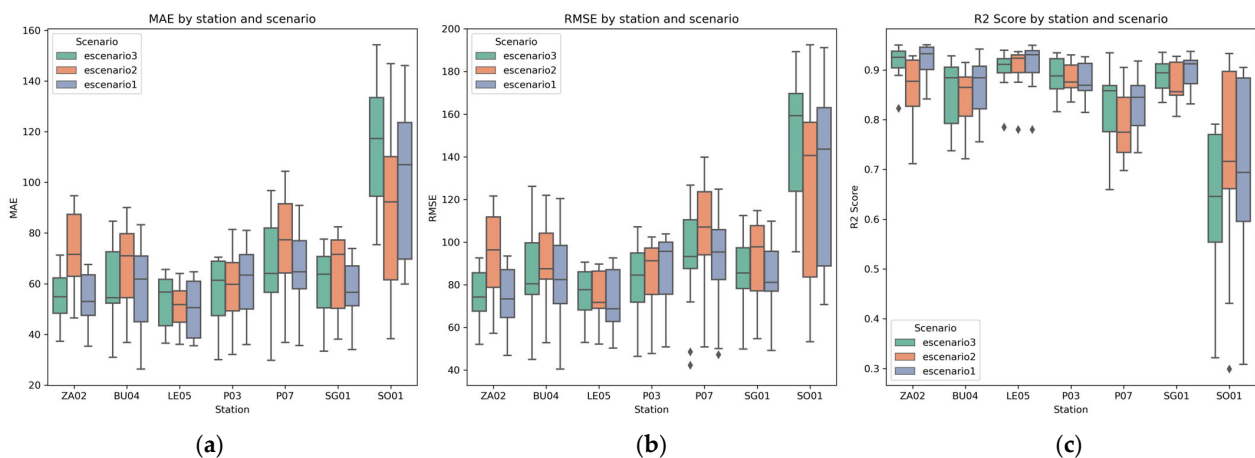 MAE by station and scenario
Scenario
escenario3
escenario2
escenario1
MAE
160
140
120
100
80
60
40
20
ZA02 BU04 LE05 P03 P07 SG01 SO01
Station
(a)
RMSE by station and scenario
Scenario
escenario3
escenario2
escenario1
RMSE
200
180
160
140
120
100
80
60
40
ZA02 BU04 LE05 P03 P07 SG01 SO01
Station
(b)
R2 Score by station and scenario
R2 Score
0.9
0.8
0.7
0.6
0.5
0.4
0.3
Scenario
escenario3
escenario2
escenario1
ZA02 BU04 LE05 P03 P07 SG01 SO01
Station
(c)